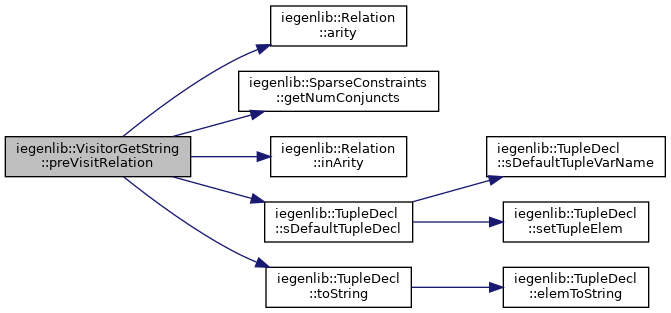 iegenlib::Relation
::arity
iegenlib::SparseConstraints
::getNumConjuncts
iegenlib::VisitorGetString
::preVisitRelation
iegenlib::Relation
::inArity
iegenlib::TupleDecl
::sDefaultTupleVarName
iegenlib::TupleDecl
::sDefaultTupleDecl
iegenlib::TupleDecl
::setTupleElem
iegenlib::TupleDecl
::toString
iegenlib::TupleDecl
::elemToString